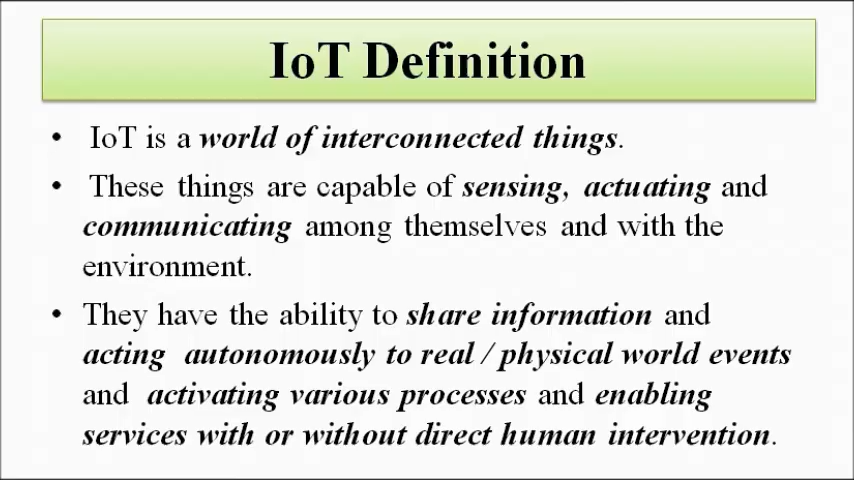 IoT Definition
• IoT is a world of interconnected things.
• These things are capable of sensing, actuating and
communicating among themselves and with the
environment.
• They have the ability to share information and
acting autonomously to real / physical world events
and activating various processes and enabling
services with or without direct human intervention.